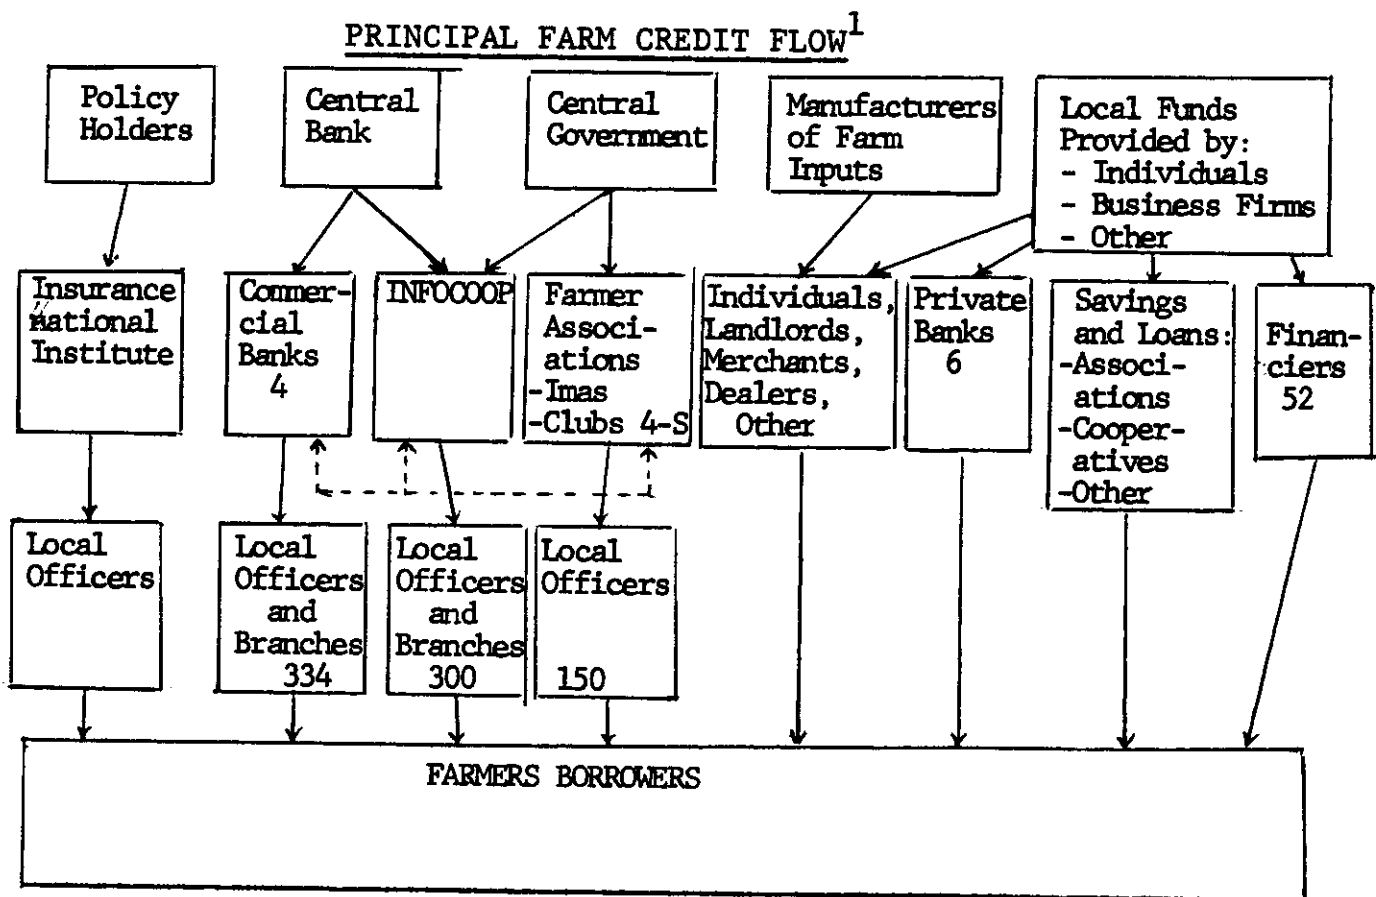 PRINCIPAL FARM CREDIT FLOW1
Policy
Holders
Central
Bank
Central
Government
Manufacturers
of Farm
Inputs
Local Funds
Provided by:
- Individuals
- Business Firms
- Other
Insurance
national
Institute
Commer-
cial
Banks
4
INFOCOOP
Farmer
Associ-
ations
-Imas
-Clubs 4-S
Individuals,
Landlords,
Merchants,
Dealers,
Other
Private
Banks
6
Savings
and Loans:
-Associ-
ations
-Cooper-
atives
-Other
Finan-
ciers
52
Local
Officers
Local
Officers
and
Branches
334
Local
Officers
and
Branches
300
Local
Officers
150
FARMERS BORROWERS